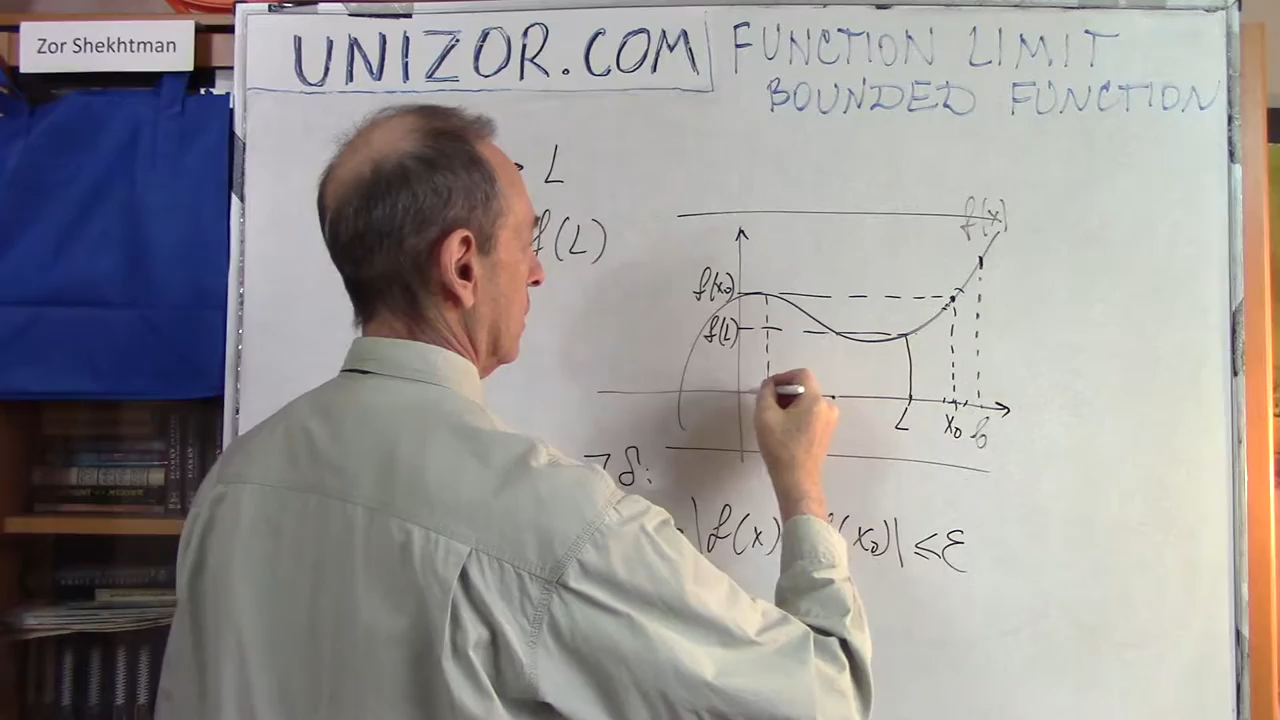 Zor Shekhtman
UNIZOR.COM
FUNCTION LIMIT
BOUNDED FUNCTION
→ L
f(L)
f(x)
f(x₀)
f(L)
L
x₀
b
∃ δ:
|f(x) f(x₀)| ≤ ε